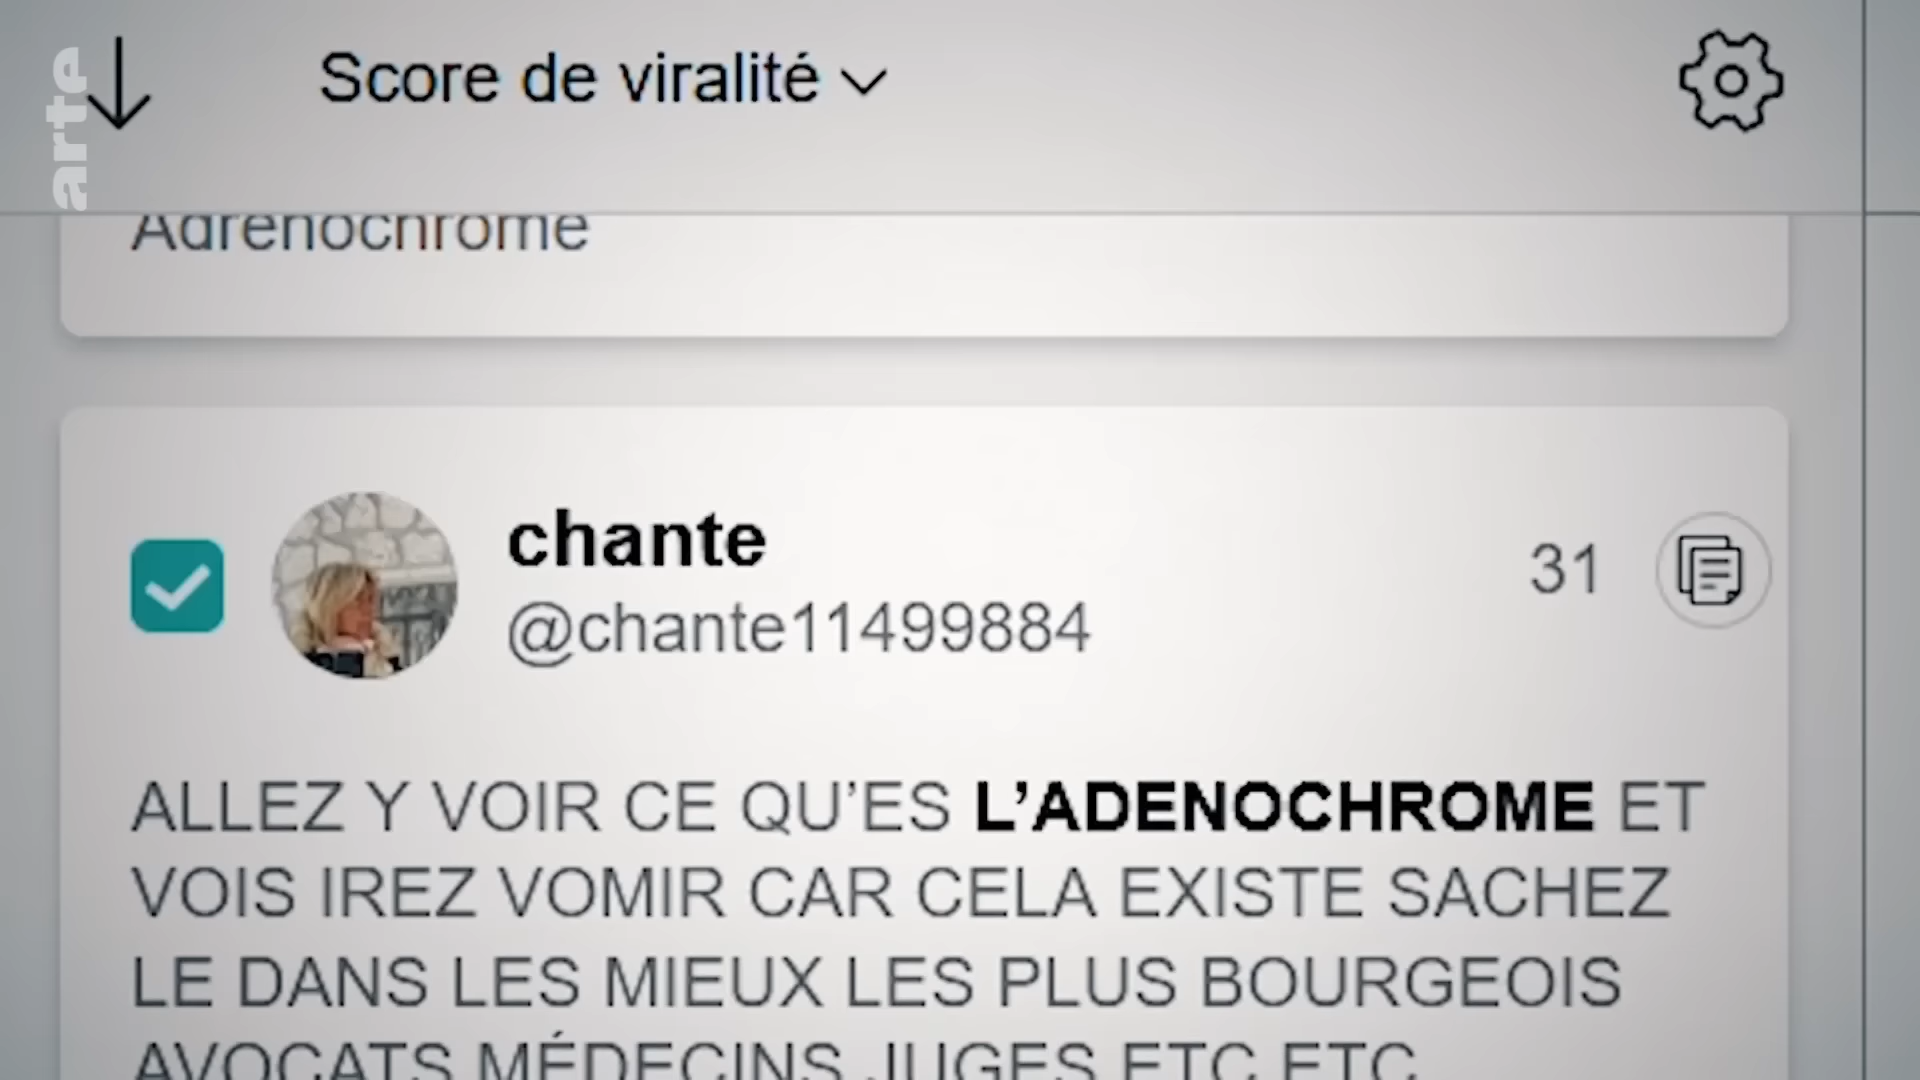 arte
Score de viralité
Adrenochrome
chante
@chante11499884
31
ALLEZ Y VOIR CE QU’ES L’ADENOCHROME ET
VOIS IREZ VOMIR CAR CELA EXISTE SACHEZ
LE DANS LES MIEUX LES PLUS BOURGEOIS
AVOCATS MÉDECINS JUGES ETC ETC